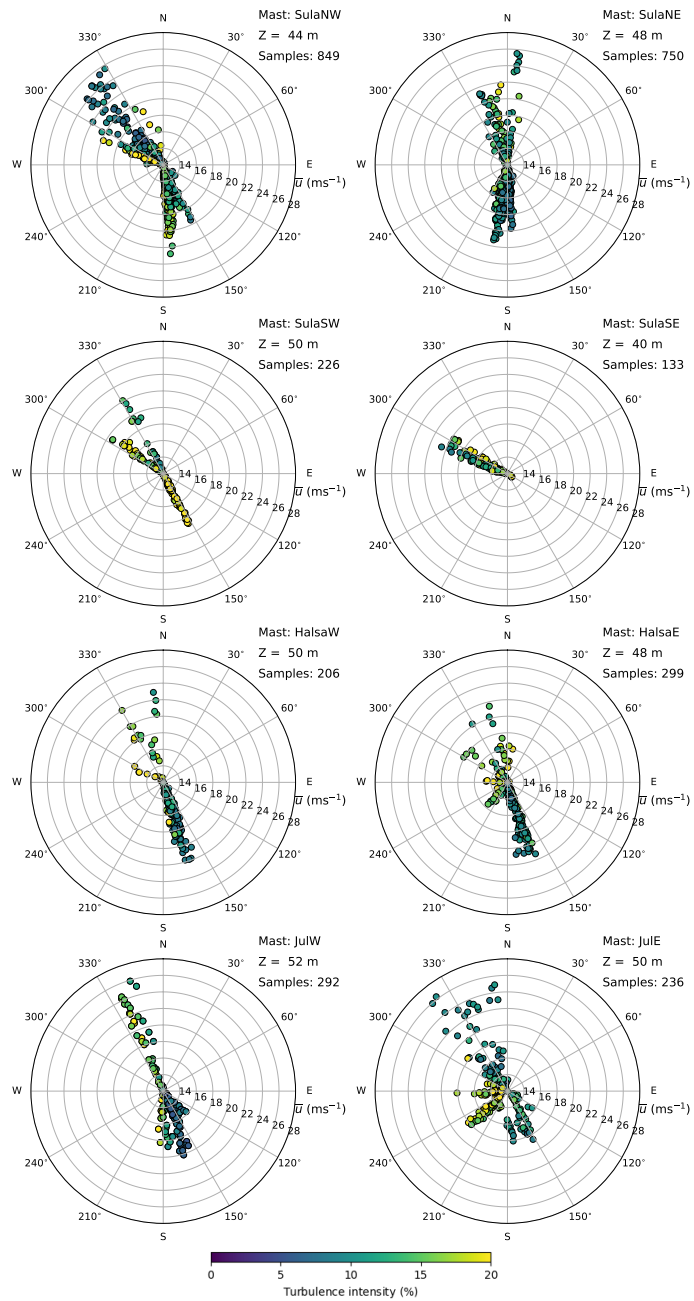 N
Mast: SulaNW
Z = 44 m
Samples: 849
330°
30°
300°
60°
W
E
14 16 18 20 22 24 26 28
u̅ (ms⁻¹)
240°
120°
210°
150°
S
N
Mast: SulaNE
Z = 48 m
Samples: 750
330°
30°
300°
60°
W
E
14 16 18 20 22 24 26 28
u̅ (ms⁻¹)
240°
120°
210°
150°
S
N
Mast: SulaSW
Z = 50 m
Samples: 226
330°
30°
300°
60°
W
E
14 16 18 20 22 24 26 28
u̅ (ms⁻¹)
240°
120°
210°
150°
S
N
Mast: SulaSE
Z = 40 m
Samples: 133
330°
30°
300°
60°
W
E
14 16 18 20 22 24 26 28
u̅ (ms⁻¹)
240°
120°
210°
150°
S
N
Mast: HalsaW
Z = 50 m
Samples: 206
330°
30°
300°
60°
W
E
14 16 18 20 22 24 26 28
u̅ (ms⁻¹)
240°
120°
210°
150°
S
N
Mast: HalsaE
Z = 48 m
Samples: 299
330°
30°
300°
60°
W
E
14 16 18 20 22 24 26 28
u̅ (ms⁻¹)
240°
120°
210°
150°
S
N
Mast: JulW
Z = 52 m
Samples: 292
330°
30°
300°
60°
W
E
14 16 18 20 22 24 26 28
u̅ (ms⁻¹)
240°
120°
210°
150°
S
N
Mast: JulE
Z = 50 m
Samples: 236
330°
30°
300°
60°
W
E
14 16 18 20 22 24 26 28
u̅ (ms⁻¹)
240°
120°
210°
150°
S
0 5 10 15 20
Turbulence intensity (%)